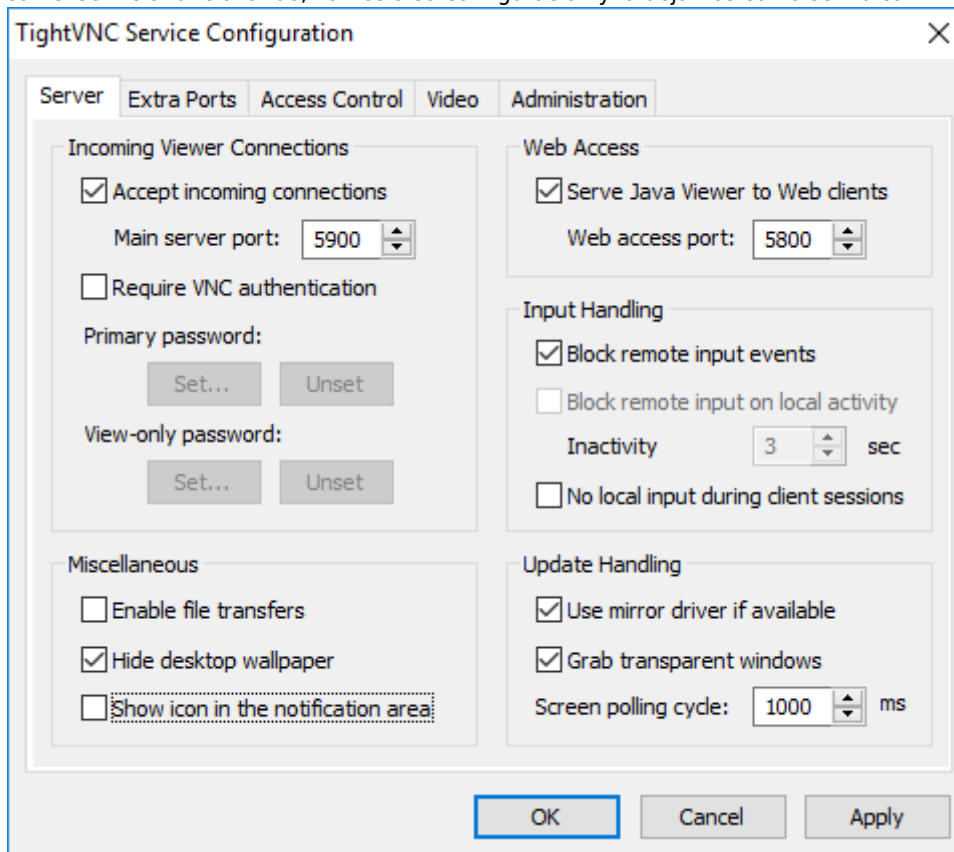 TightVNC Service Configuration
Server Extra Ports Access Control Video Administration
Incoming Viewer Connections
Accept incoming connections
Main server port: 5900
Require VNC authentication
Primary password:
Set... Unset
View-only password:
Set... Unset
Web Access
Serve Java Viewer to Web clients
Web access port: 5800
Input Handling
Block remote input events
Block remote input on local activity
Inactivity 3 sec
No local input during client sessions
Miscellaneous
Enable file transfers
Hide desktop wallpaper
Show icon in the notification area
Update Handling
Use mirror driver if available
Grab transparent windows
Screen polling cycle: 1000 ms
OK Cancel Apply